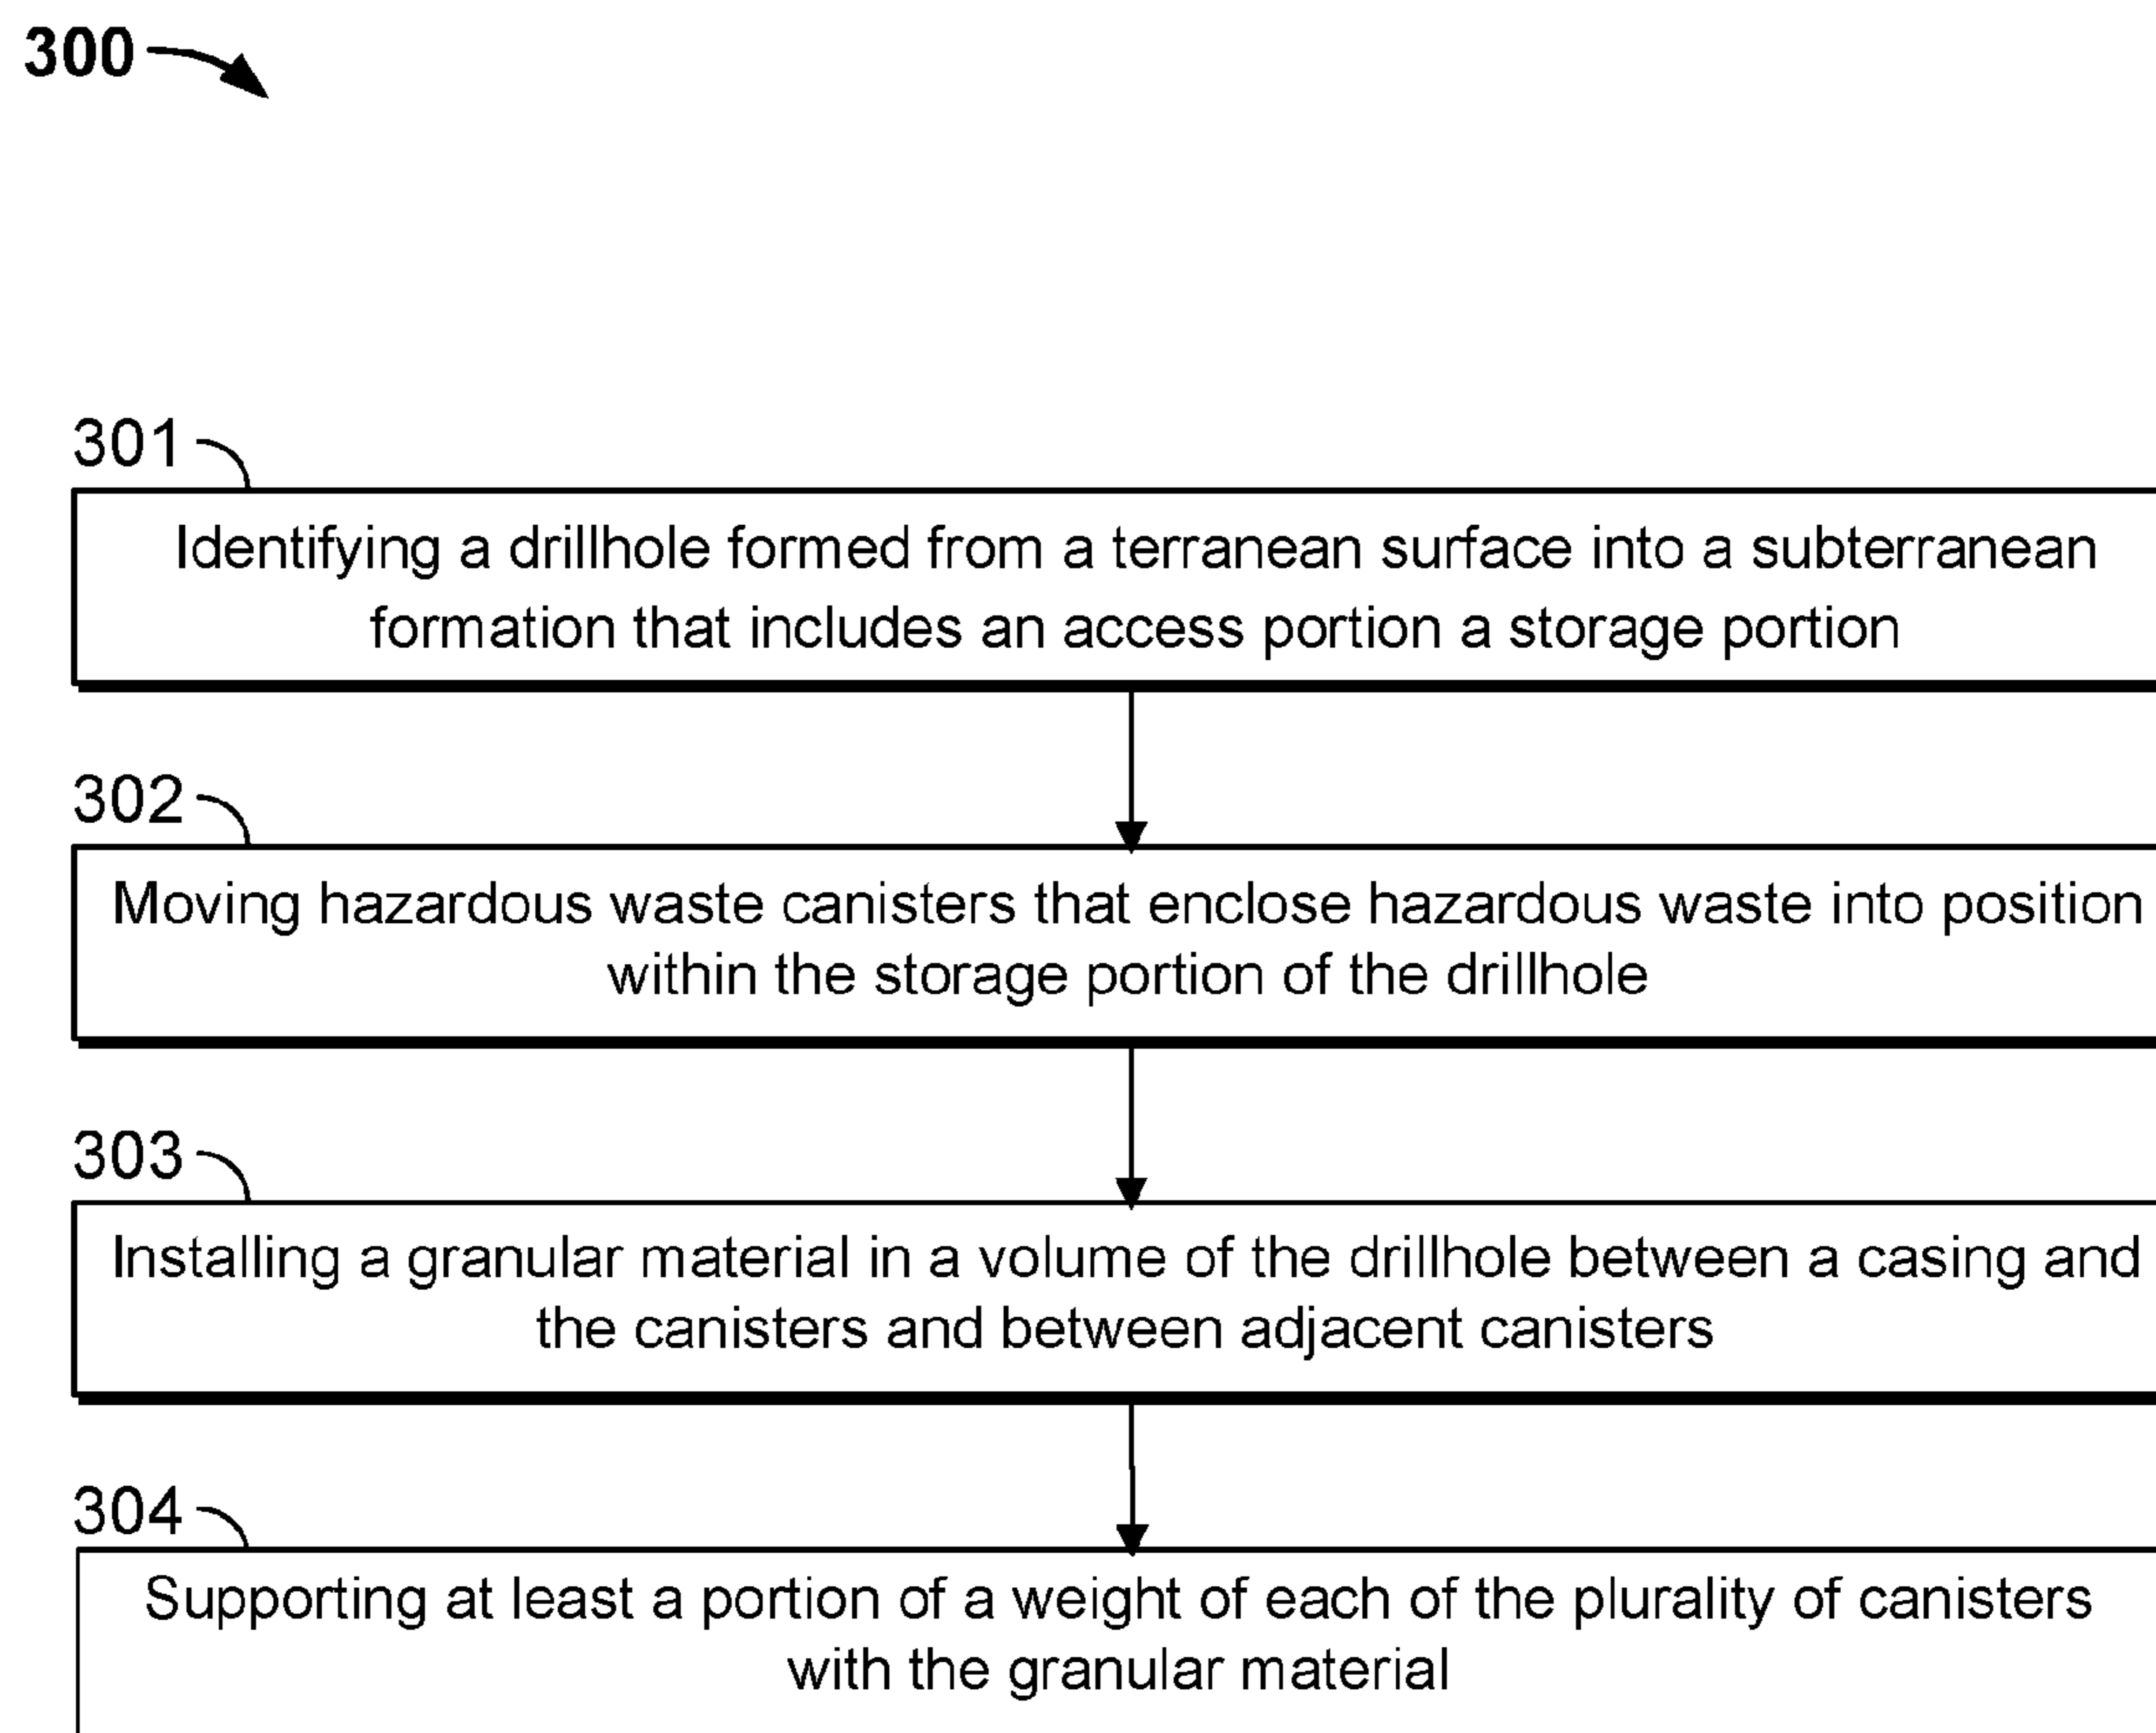 300
301
Identifying a drillhole formed from a terranean surface into a subterranean
formation that includes an access portion a storage portion
302
Moving hazardous waste canisters that enclose hazardous waste into position
within the storage portion of the drillhole
303
Installing a granular material in a volume of the drillhole between a casing and
the canisters and between adjacent canisters
304
Supporting at least a portion of a weight of each of the plurality of canisters
with the granular material